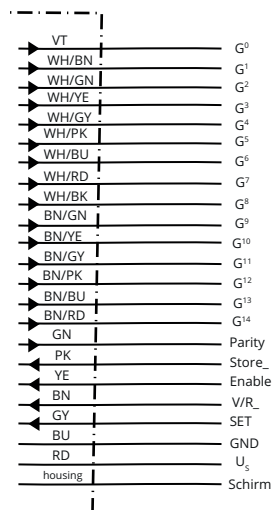 VT G⁰
WH/BN G¹
WH/GN G²
WH/YE G³
WH/GY G⁴
WH/PK G⁵
WH/BU G⁶
WH/RD G⁷
WH/BK G⁸
BN/GN G⁹
BN/YE G¹⁰
BN/GY G¹¹
BN/PK G¹²
BN/BU G¹³
BN/RD G¹⁴
GN Parity
PK Store_
YE Enable
BN V/R_
GY SET
BU GND
RD Uₛ
housing Schirm